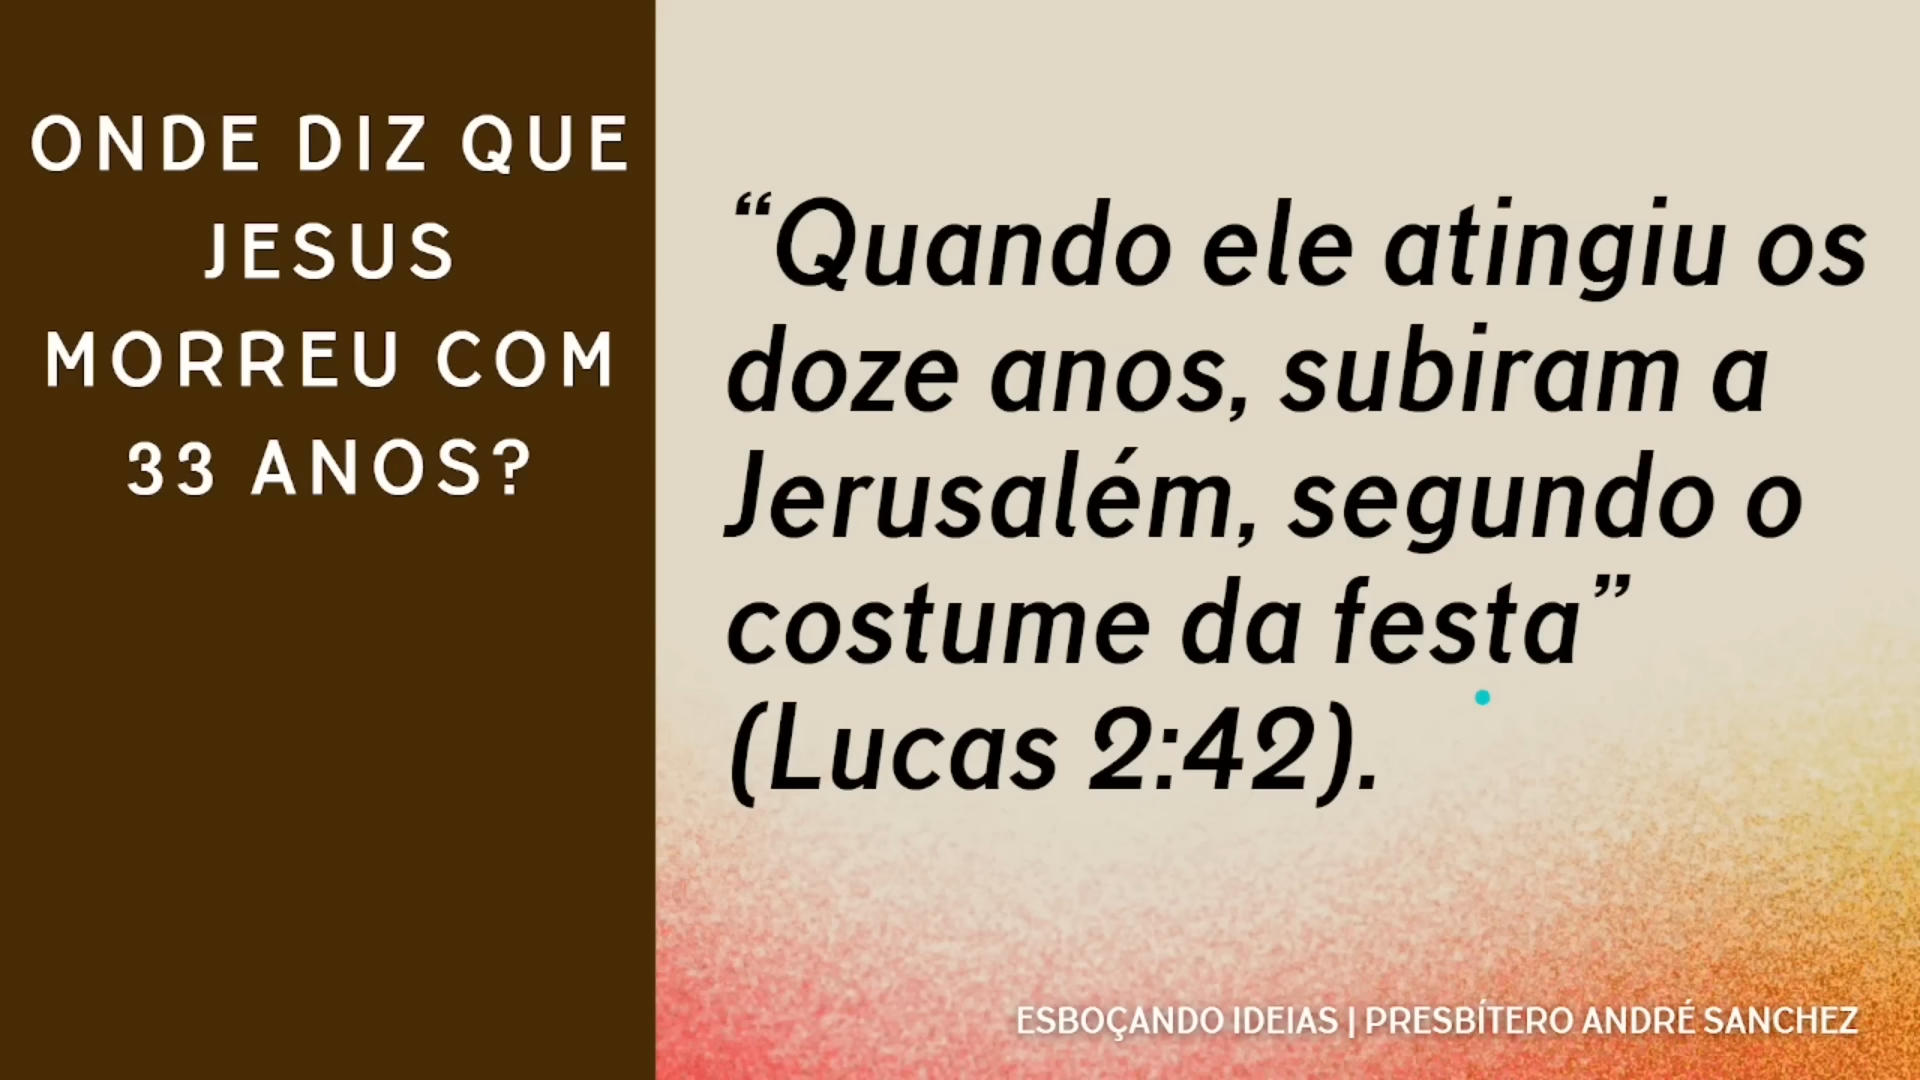 ONDE DIZ QUE
JESUS
MORREU COM
33 ANOS?
“Quando ele atingiu os
doze anos, subiram a
Jerusalém, segundo o
costume da festa”
(Lucas 2:42).
ESBOÇANDO IDEIAS | PRESBÍTERO ANDRÉ SANCHEZ